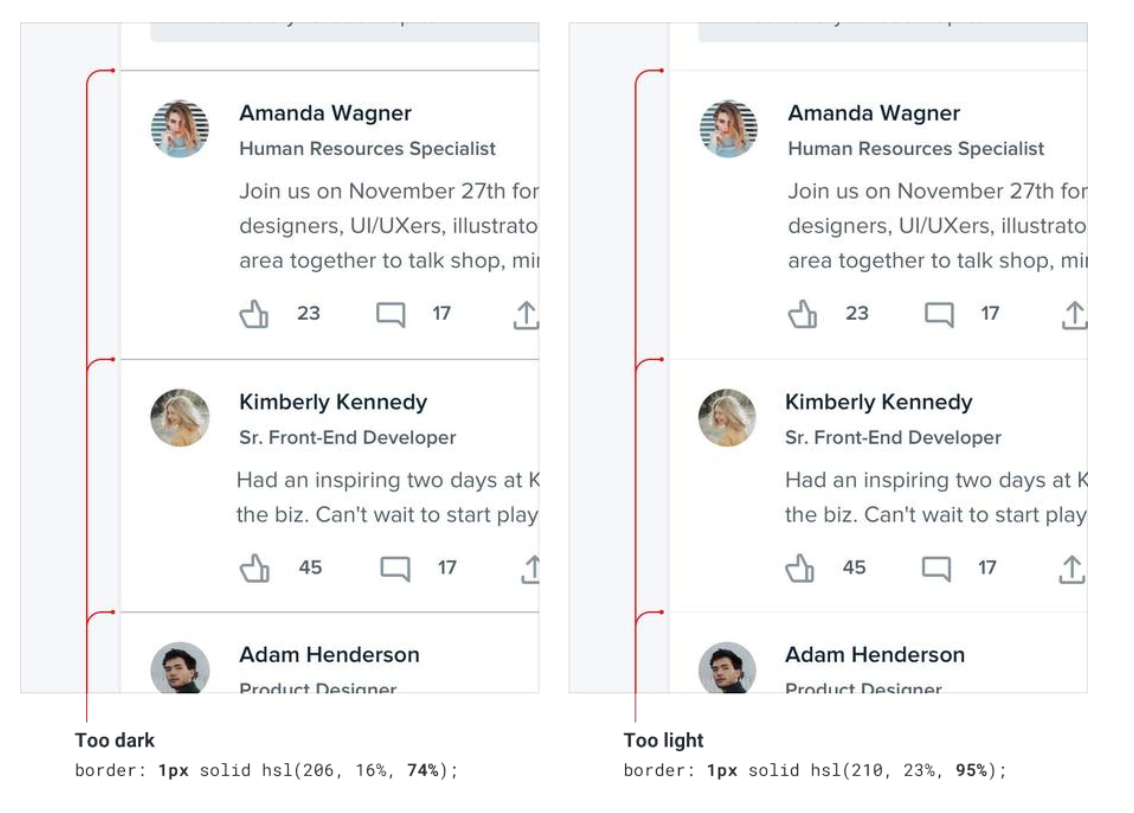 Amanda Wagner
Human Resources Specialist
Join us on November 27th for
designers, UI/UXers, illustrato
area together to talk shop, min
23 17
Kimberly Kennedy
Sr. Front-End Developer
Had an inspiring two days at K
the biz. Can't wait to start play
45 17
Adam Henderson
Product Designer
Too dark
border: 1px solid hsl(206, 16%, 74%);
Amanda Wagner
Human Resources Specialist
Join us on November 27th for
designers, UI/UXers, illustrato
area together to talk shop, min
23 17
Kimberly Kennedy
Sr. Front-End Developer
Had an inspiring two days at K
the biz. Can't wait to start play
45 17
Adam Henderson
Product Designer
Too light
border: 1px solid hsl(210, 23%, 95%);